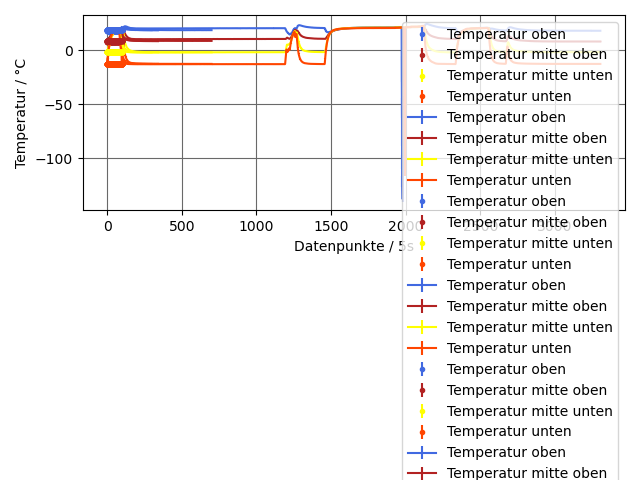 0
−50
−100
Temperatur / °C
0
500
1000
1500
2000
2500
3000
Datenpunkte / 5s
Temperatur oben
Temperatur mitte oben
Temperatur mitte unten
Temperatur unten
Temperatur oben
Temperatur mitte oben
Temperatur mitte unten
Temperatur unten
Temperatur oben
Temperatur mitte oben
Temperatur mitte unten
Temperatur unten
Temperatur oben
Temperatur mitte oben
Temperatur mitte unten
Temperatur unten
Temperatur oben
Temperatur mitte oben
Temperatur mitte unten
Temperatur unten
Temperatur oben
Temperatur mitte oben